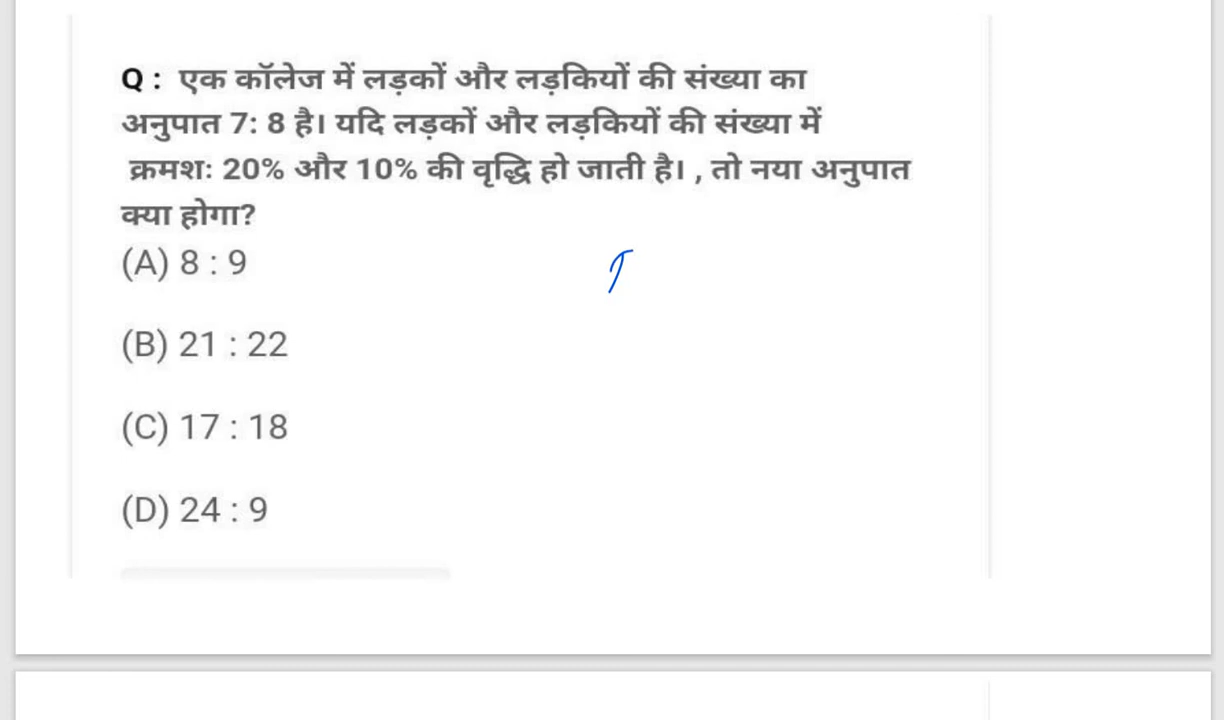 Q : एक कॉलेज में लड़कों और लड़कियों की संख्या का
अनुपात 7: 8 है। यदि लड़कों और लड़कियों की संख्या में
क्रमशः 20% और 10% की वृद्धि हो जाती है। , तो नया अनुपात
क्या होगा?
(A) 8 : 9
(B) 21 : 22
(C) 17 : 18
(D) 24 : 9